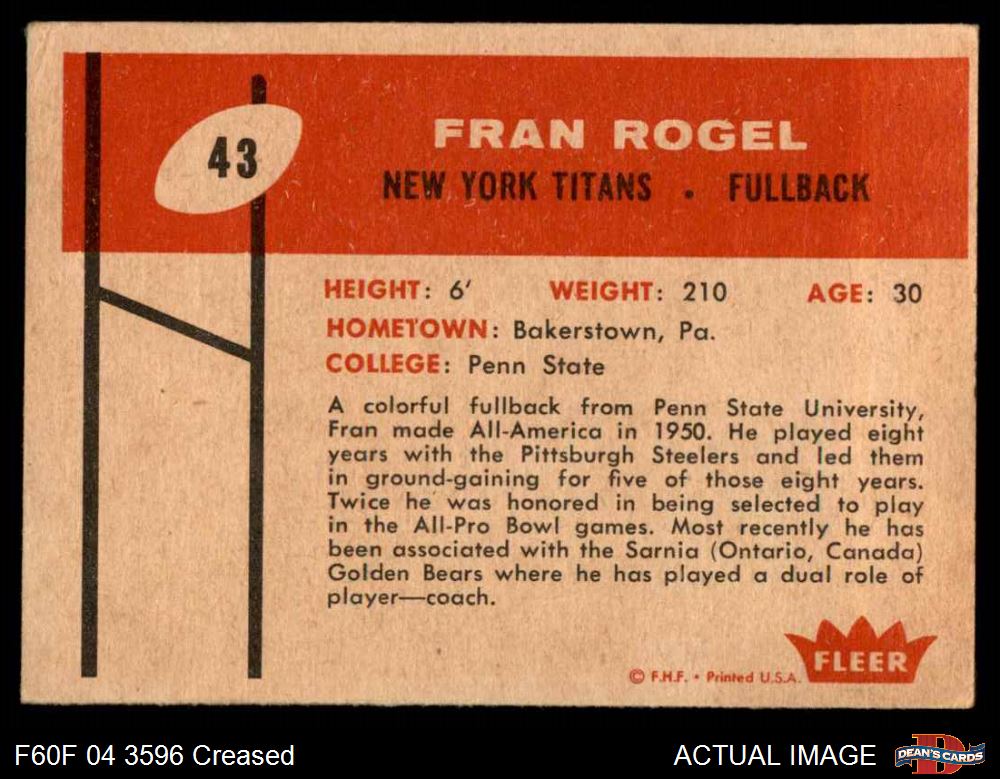 43
FRAN ROGEL
NEW YORK TITANS • FULLBACK
HEIGHT: 6' WEIGHT: 210 AGE: 30
HOMETOWN: Bakerstown, Pa.
COLLEGE: Penn State
A colorful fullback from Penn State University,
Fran made All-America in 1950. He played eight
years with the Pittsburgh Steelers and led them
in ground-gaining for five of those eight years.
Twice he was honored in being selected to play
in the All-Pro Bowl games. Most recently he has
been associated with the Sarnia (Ontario, Canada)
Golden Bears where he has played a dual role of
player—coach.
FLEER
© F.H.F. • Printed U.S.A.
F60F 04 3596 Creased
ACTUAL IMAGE
D
DEAN'S CARDS